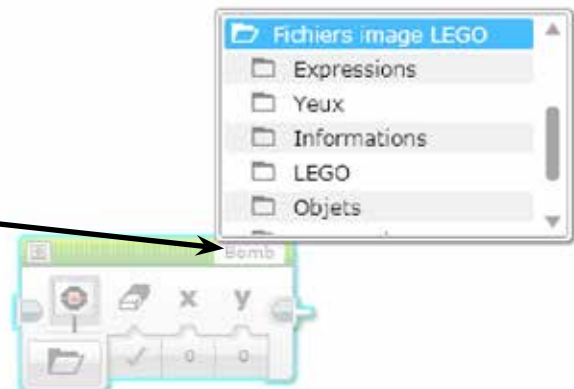 Fichiers image LEGO
Expressions
Yeux
Informations
LEGO
Objets
Bomb
x y
0 0